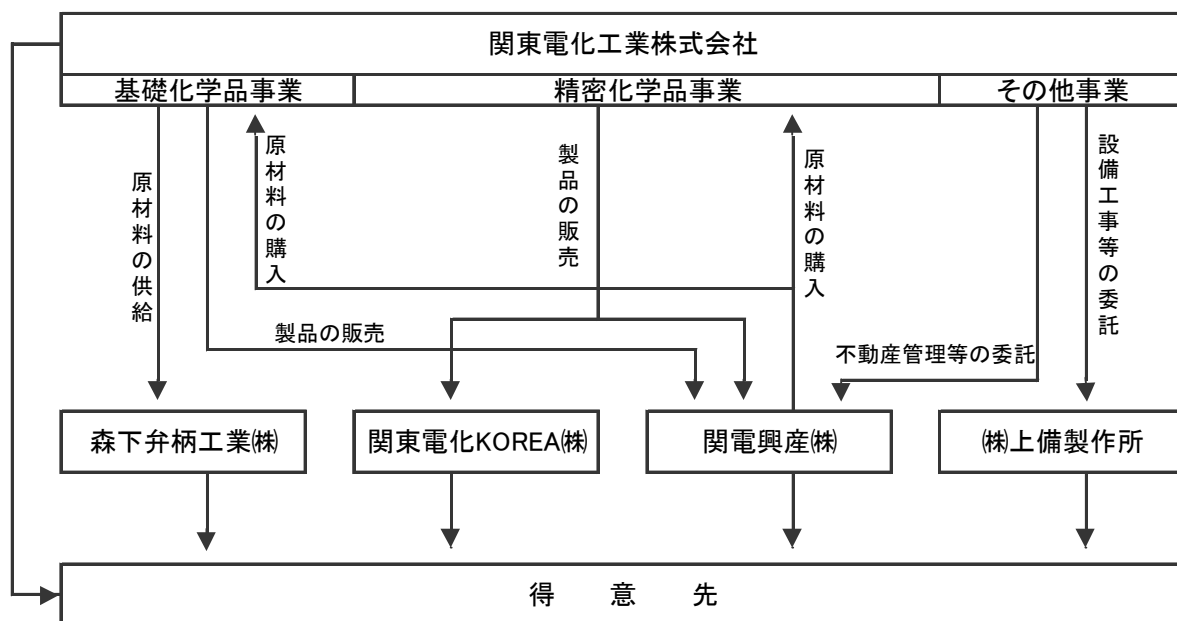 関東電化工業株式会社
基礎化学品事業
精密化学品事業
その他事業
原材料の供給
原材料の購入
製品の販売
原材料の購入
設備工事等の委託
製品の販売
不動産管理等の委託
森下弁柄工業㈱
関東電化KOREA㈱
関電興産㈱
㈱上備製作所
得 意 先